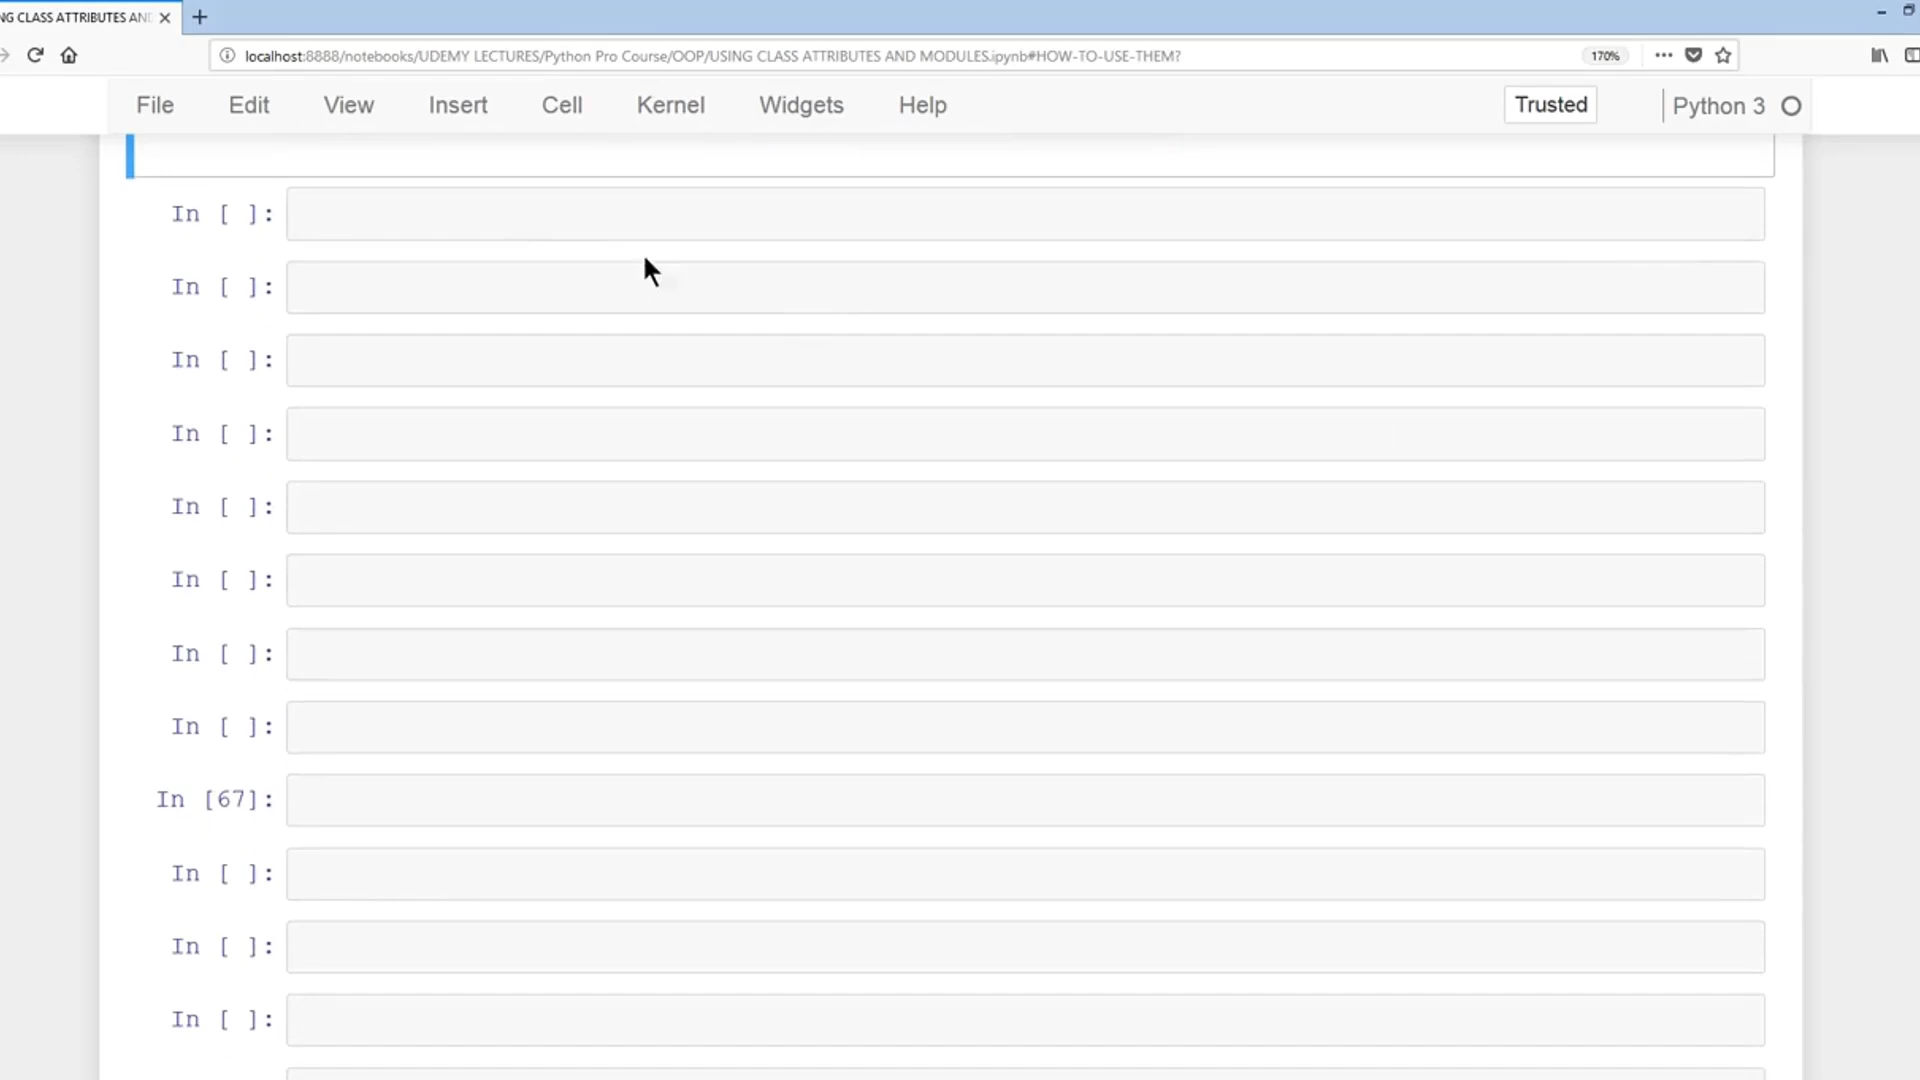 NG CLASS ATTRIBUTES AND
localhost:8888/notebooks/UDEMY LECTURES/Python Pro Course/OOP/USING CLASS ATTRIBUTES AND MODULES.ipynb#HOW-TO-USE-THEM?
170%
File Edit View Insert Cell Kernel Widgets Help Trusted Python 3
In [ ]:
In [ ]:
In [ ]:
In [ ]:
In [ ]:
In [ ]:
In [ ]:
In [ ]:
In [67]:
In [ ]:
In [ ]:
In [ ]: